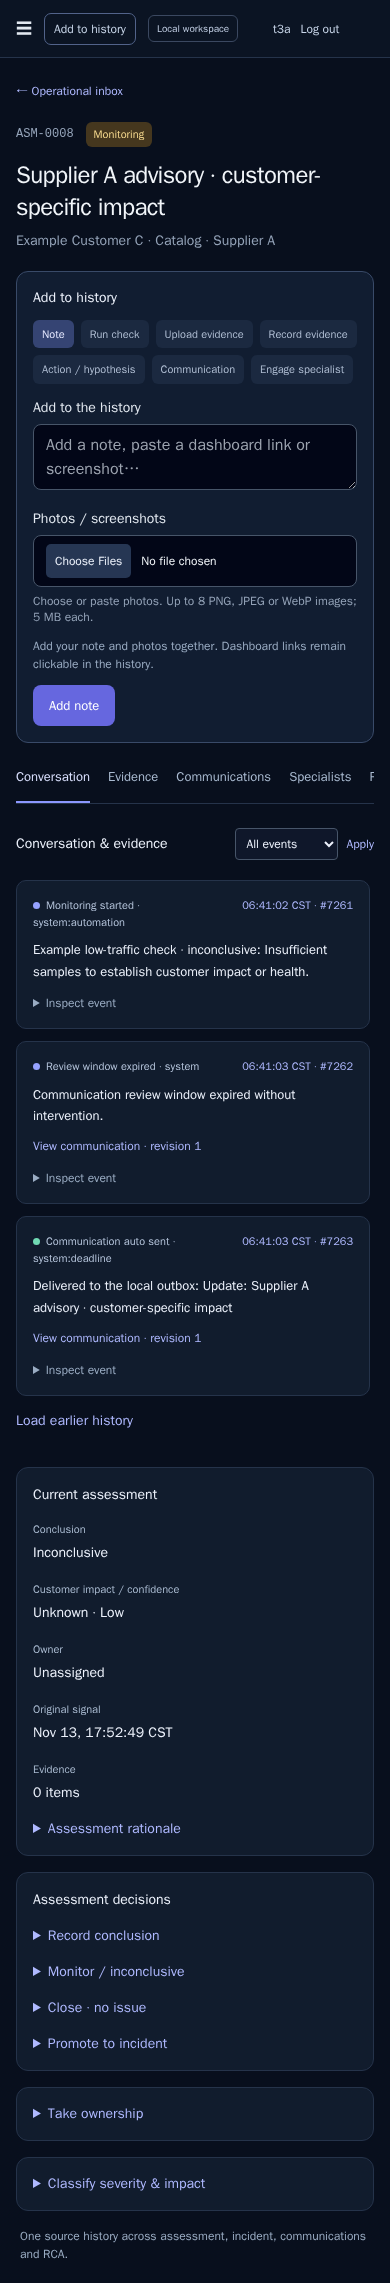 ☰ Add to history Local workspace t3a Log out
← Operational inbox
ASM-0008 Monitoring
Supplier A advisory · customer-
specific impact
Example Customer C · Catalog · Supplier A
Add to history
Note Run check Upload evidence Record evidence
Action / hypothesis Communication Engage specialist
Add to the history
Add a note, paste a dashboard link or
screenshot…
Photos / screenshots
Choose Files No file chosen
Choose or paste photos. Up to 8 PNG, JPEG or WebP images;
5 MB each.
Add your note and photos together. Dashboard links remain
clickable in the history.
Add note
Conversation Evidence Communications Specialists
Conversation & evidence All events Apply
Monitoring started · 06:41:02 CST · #7261
system:automation
Example low-traffic check · inconclusive: Insufficient
samples to establish customer impact or health.
▶ Inspect event
Review window expired · system 06:41:03 CST · #7262
Communication review window expired without
intervention.
View communication · revision 1
▶ Inspect event
Communication auto sent · 06:41:03 CST · #7263
system:deadline
Delivered to the local outbox: Update: Supplier A
advisory · customer-specific impact
View communication · revision 1
▶ Inspect event
Load earlier history
Current assessment
Conclusion
Inconclusive
Customer impact / confidence
Unknown · Low
Owner
Unassigned
Original signal
Nov 13, 17:52:49 CST
Evidence
0 items
▶ Assessment rationale
Assessment decisions
▶ Record conclusion
▶ Monitor / inconclusive
▶ Close · no issue
▶ Promote to incident
▶ Take ownership
▶ Classify severity & impact
One source history across assessment, incident, communications
and RCA.